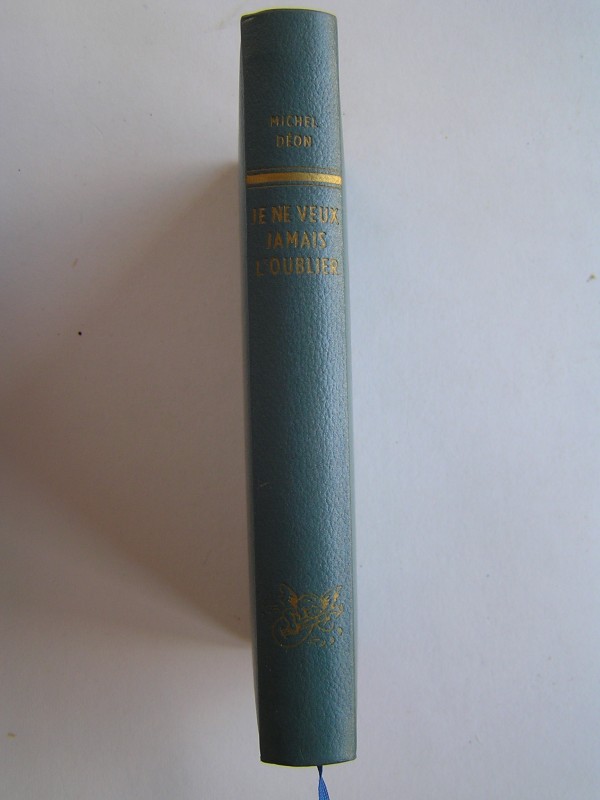 MICHEL
DÉON
JE NE VEUX
JAMAIS
L'OUBLIER